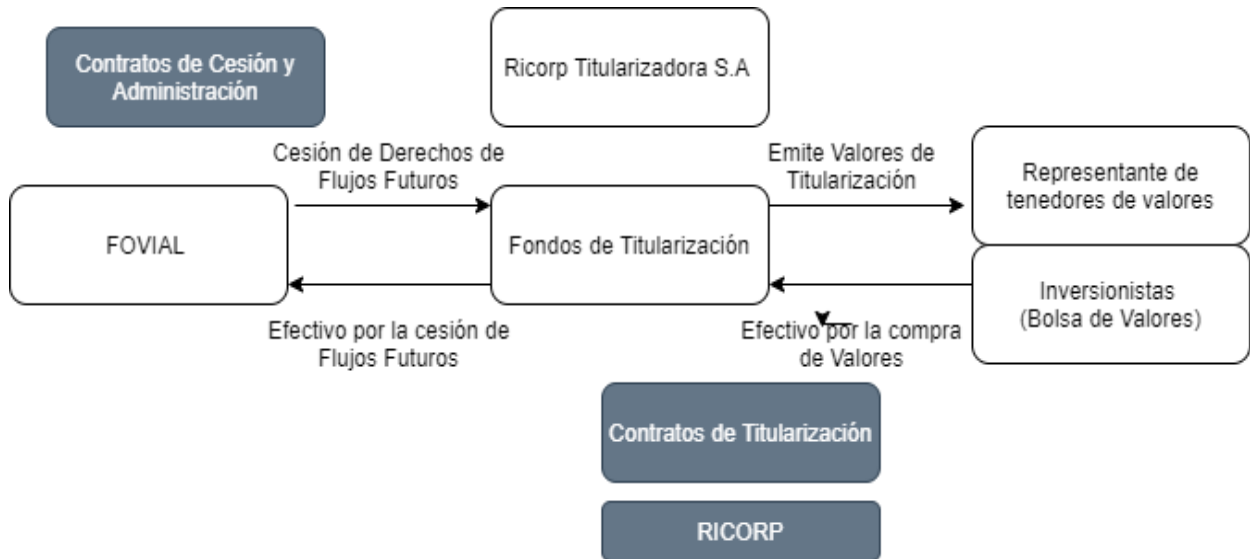 Contratos de Cesión y
Administración
Ricorp Titularizadora S.A
Cesión de Derechos de
Flujos Futuros
Emite Valores de
Titularización
Representante de
tenedores de valores
FOVIAL
Fondos de Titularización
Inversionistas
(Bolsa de Valores)
Efectivo por la cesión de
Flujos Futuros
Efectivo por la compra
de Valores
Contratos de Titularización
RICORP